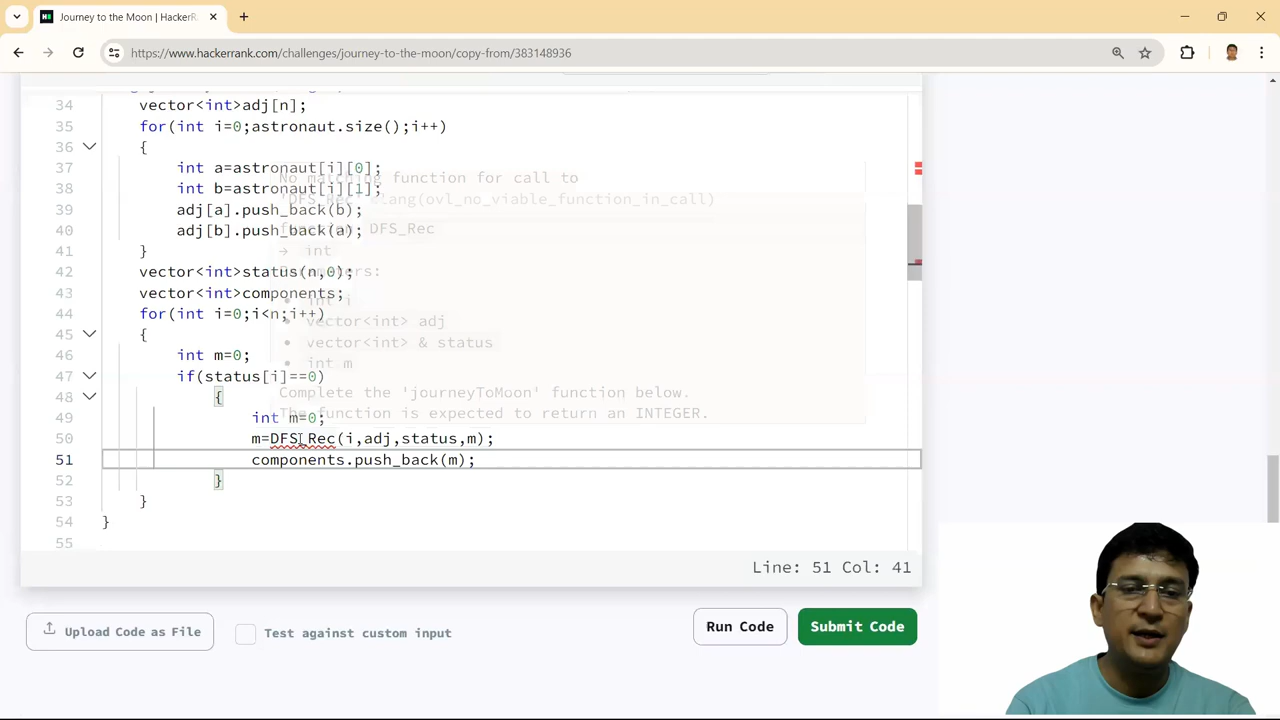 Journey to the Moon | HackerR
https://www.hackerrank.com/challenges/journey-to-the-moon/copy-from/383148936
34 vector<int>adj[n];
35 for(int i=0;astronaut.size();i++)
36 {
37 int a=astronaut[i][0];
38 int b=astronaut[i][1];
39 adj[a].push_back(b);
40 adj[b].push_back(a);
41 }
42 vector<int>status(n,0);
43 vector<int>components;
44 for(int i=0;i<n;i++)
45 {
46 int m=0;
47 if(status[i]==0)
48 {
49 int m=0;
50 m=DFS_Rec(i,adj,status,m);
51 components.push_back(m);
52 }
53 }
54 }
55
No matching function for call to
'DFS_Rec' clang(ovl_no_viable_function_in_call)
DFS_Rec
→ int
int i
vector<int> adj
vector<int> & status
int m
Complete the 'journeyToMoon' function below.
The function is expected to return an INTEGER.
Line: 51 Col: 41
Upload Code as File
Test against custom input
Run Code
Submit Code